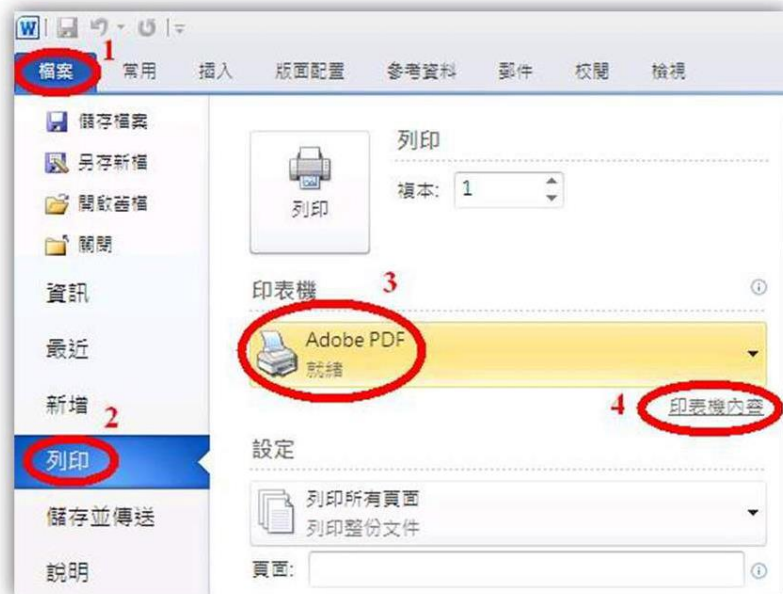 W
1
檔案 常用 插入 版面配置 參考資料 郵件 校閱 檢視
儲存檔案
另存新檔
開啟舊檔
關閉
資訊
最近
新增
2
列印
儲存並傳送
說明
列印
列印
複本: 1
印表機 3
Adobe PDF
就緒
4 印表機內容
設定
列印所有頁面
列印整份文件
頁面: